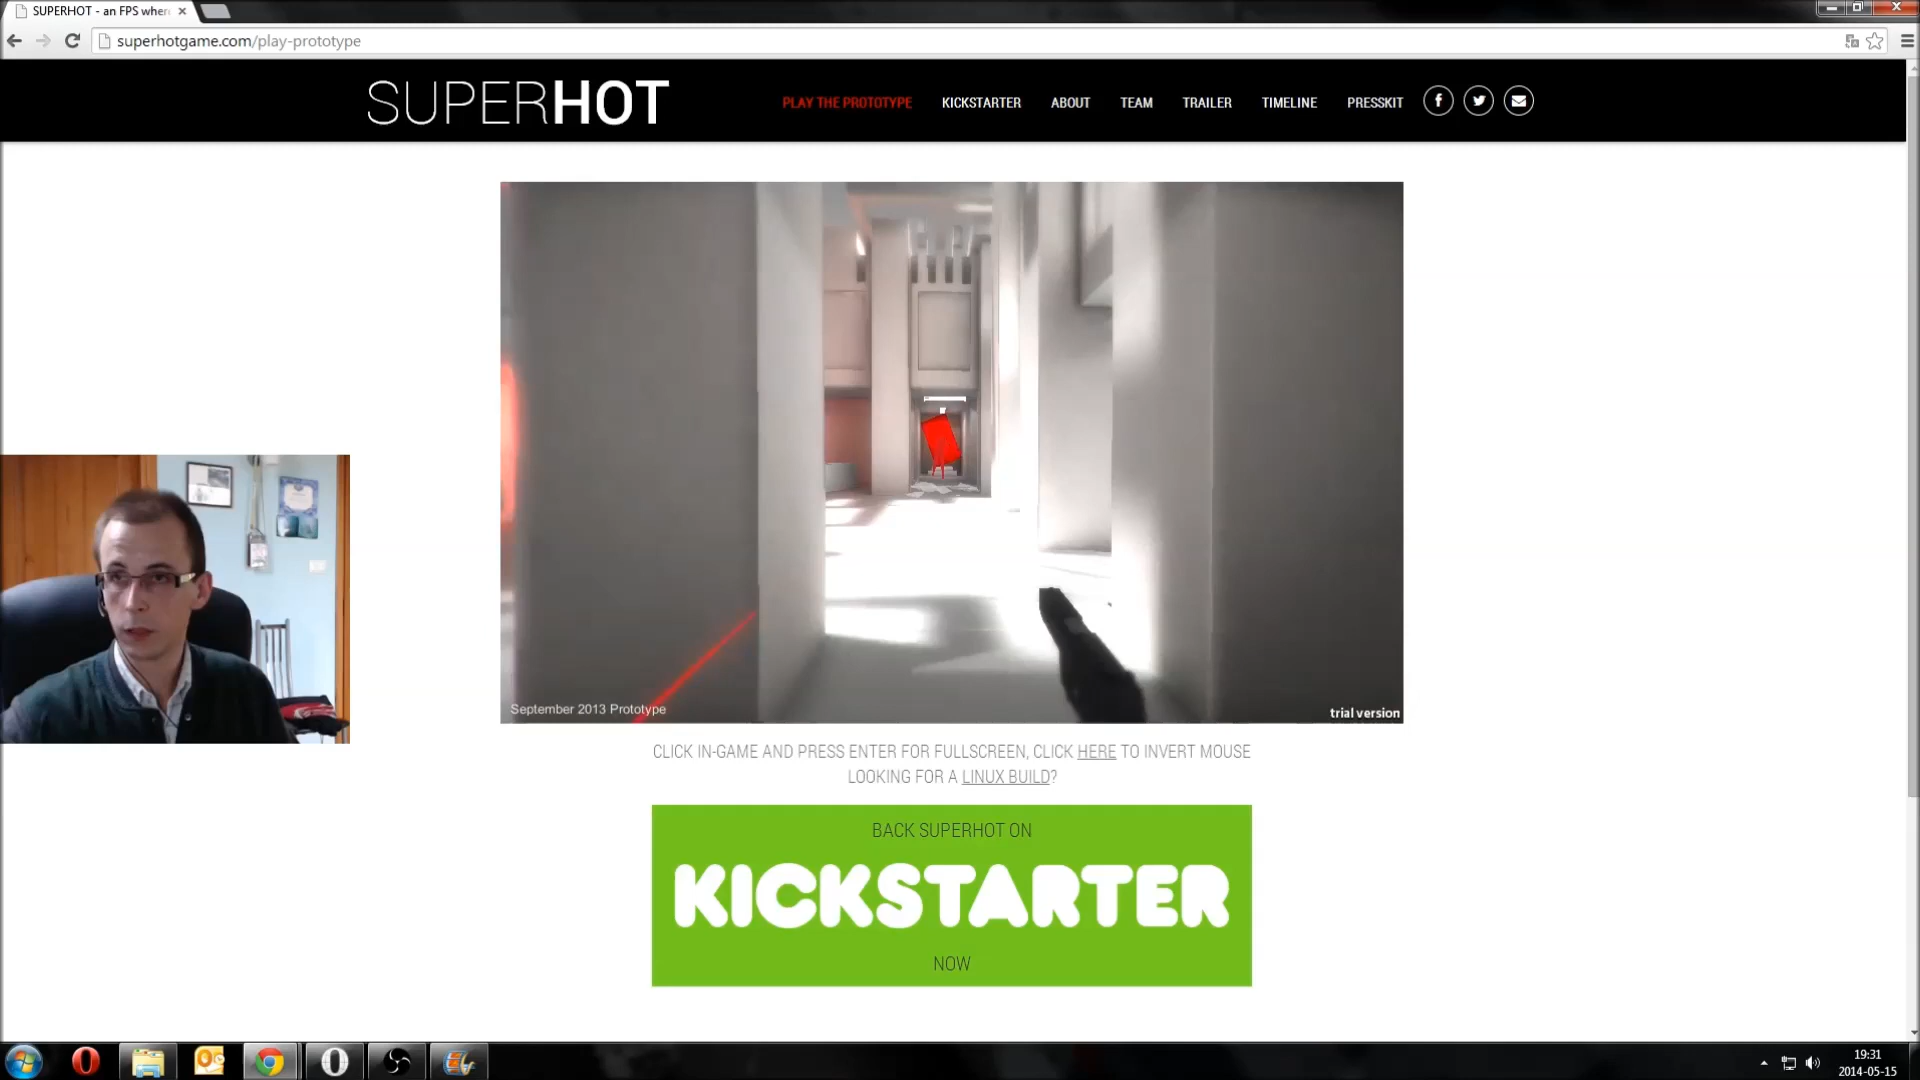 SUPERHOT - an FPS wher
superhotgame.com/play-prototype
SUPERHOT
PLAY THE PROTOTYPE KICKSTARTER ABOUT TEAM TRAILER TIMELINE PRESSKIT
September 2013 Prototype
trial version
CLICK IN-GAME AND PRESS ENTER FOR FULLSCREEN, CLICK HERE TO INVERT MOUSE
LOOKING FOR A LINUX BUILD?
BACK SUPERHOT ON
KICKSTARTER
NOW
19:31
2014-05-15